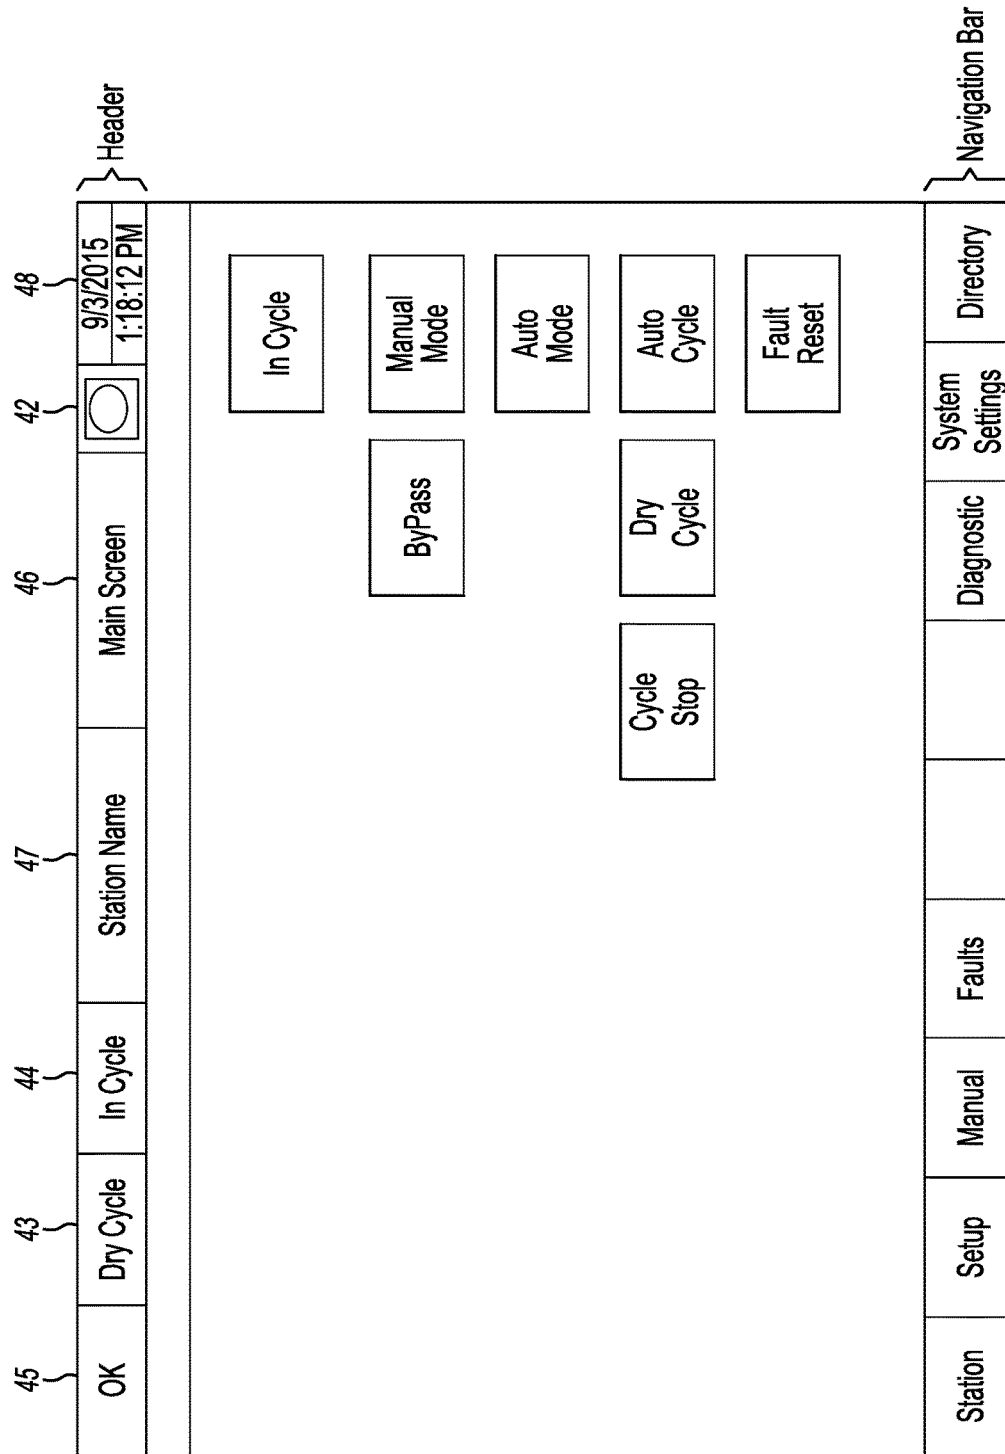 45
43
44
47
46
42
48
OK
Dry Cycle
In Cycle
Station Name
Main Screen
9/3/2015
1:18:12 PM
Header
In Cycle
ByPass
Manual
Mode
Auto
Mode
Cycle
Stop
Dry
Cycle
Auto
Cycle
Fault
Reset
Station
Setup
Manual
Faults
Diagnostic
System
Settings
Directory
Navigation Bar